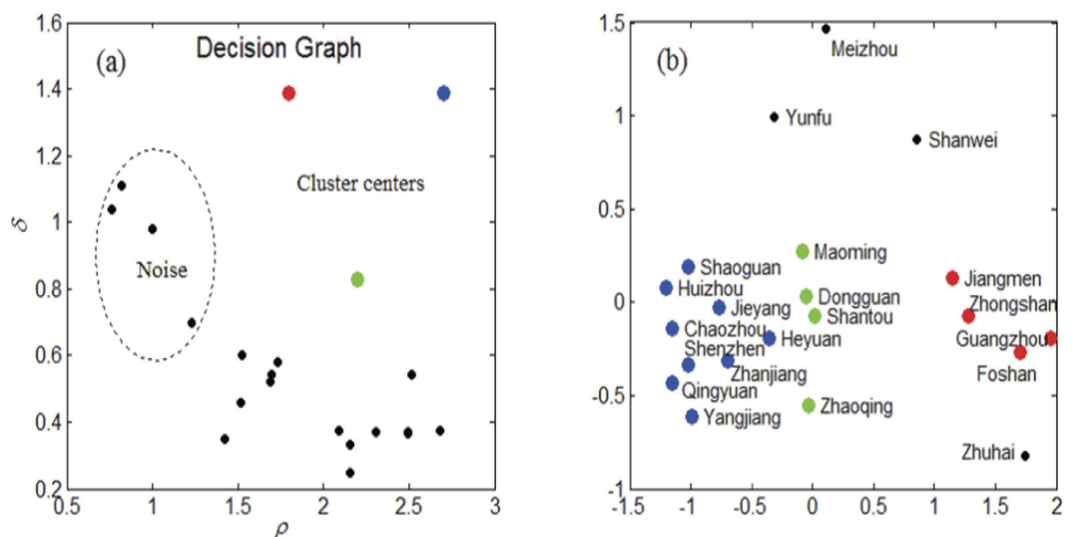 1.6
1.4
1.2
1
0.8
0.6
0.4
0.2
δ
(a)
Decision Graph
Cluster centers
Noise
0.5 1 1.5 2 2.5 3
ρ
1.5
1
0.5
0
-0.5
-1
(b)
Meizhou
Yunfu
Shanwei
Maoming
Shaoguan
Jiangmen
Huizhou
Dongguan
Zhongshan
Jieyang
Shantou
Chaozhou
Heyuan
Guangzhou
Shenzhen
Zhanjiang
Foshan
Qingyuan
Yangjiang
Zhaoqing
Zhuhai
-1.5 -1 -0.5 0 0.5 1 1.5 2